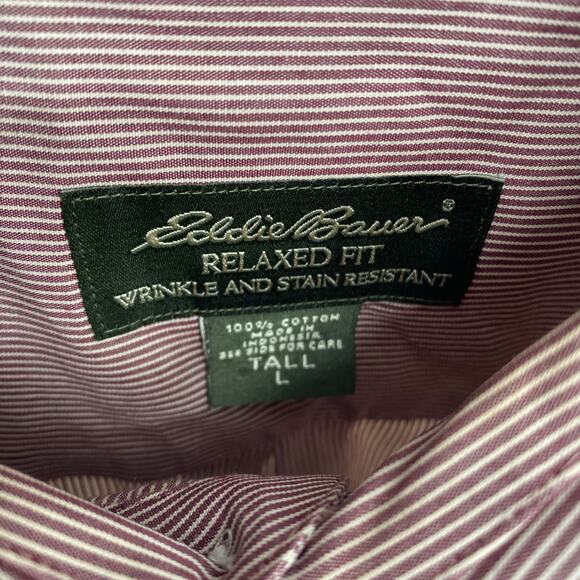 Eddie Bauer®
RELAXED FIT
WRINKLE AND STAIN RESISTANT
100% COTTON
MADE IN
INDONESIA
SEE SIDE FOR CARE
TALL
L